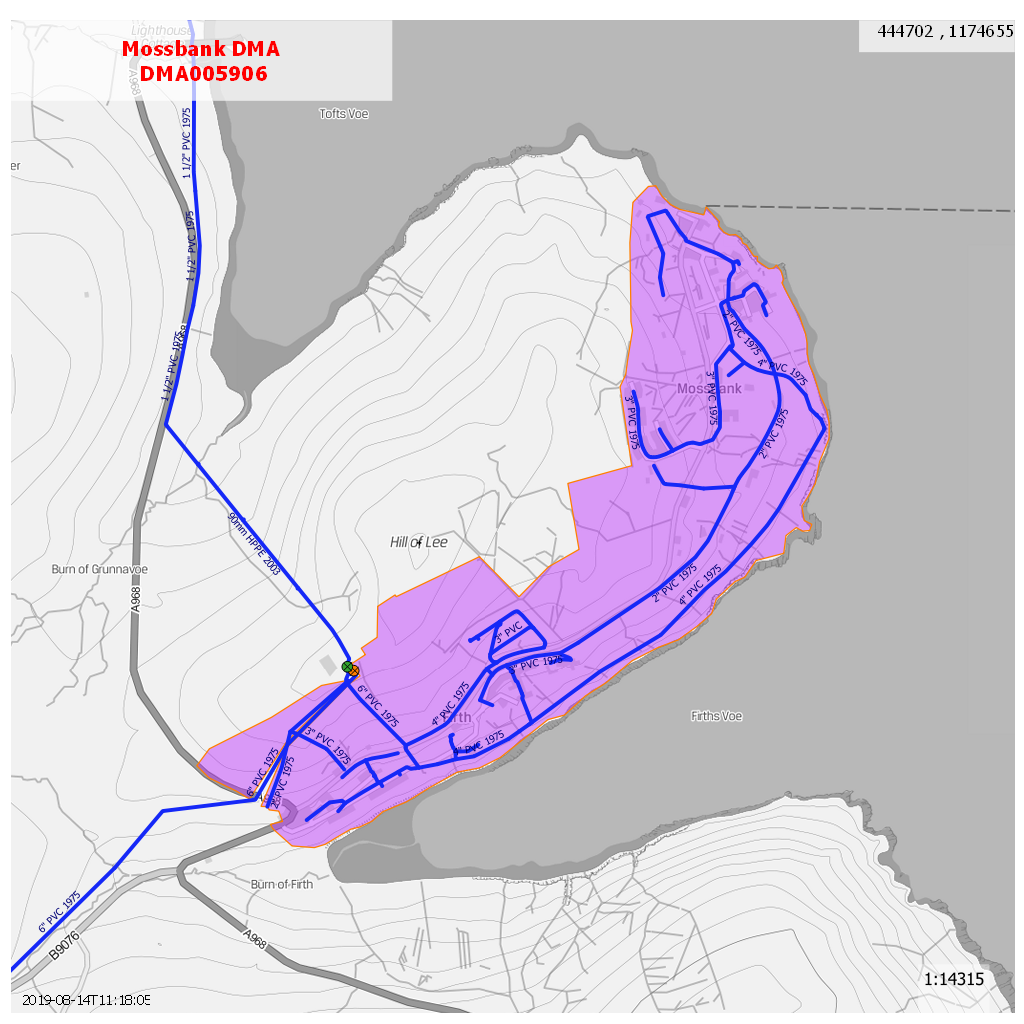 Lighthouse
Mossbank DMA
DMA005906
444702 , 1174655
A968
Tofts Voe
1 1/2" PVC 1975
er
1 1/2" PVC 1975
1 1/2" PVC 1975
2" PVC 1975
4" PVC 1975
3" PVC 1975
Mossbank
3" PVC 1975
2" PVC 1975
90mm HPPE 2003
Hill of Lee
Burn of Grunnavoe
A968
2" PVC 1975
4" PVC 1975
3" PVC
3" PVC 1975
6" PVC 1975
4" PVC 1975
Firth
Firths Voe
3" PVC 1975
4" PVC 1975
6" PVC 1975
2" PVC 1975
Burn of Firth
6" PVC 1975
B9076
A968
1:14315
2019-08-14T11:18:05